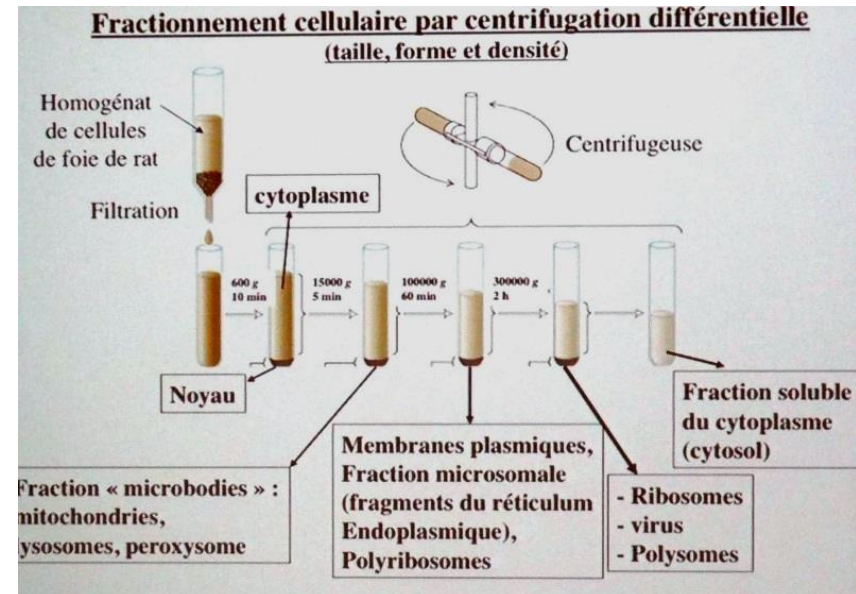 Fractionnement cellulaire par centrifugation différentielle
(taille, forme et densité)
Homogénat
de cellules
de foie de rat
Filtration
Centrifugeuse
cytoplasme
600 g
10 min
15000 g
5 min
100000 g
60 min
300000 g
2 h
Noyau
Fraction « microbodies » :
mitochondries,
lysosomes, peroxysome
Membranes plasmiques,
Fraction microsomale
(fragments du réticulum
Endoplasmique),
Polyribosomes
- Ribosomes
- virus
- Polysomes
Fraction soluble
du cytoplasme
(cytosol)